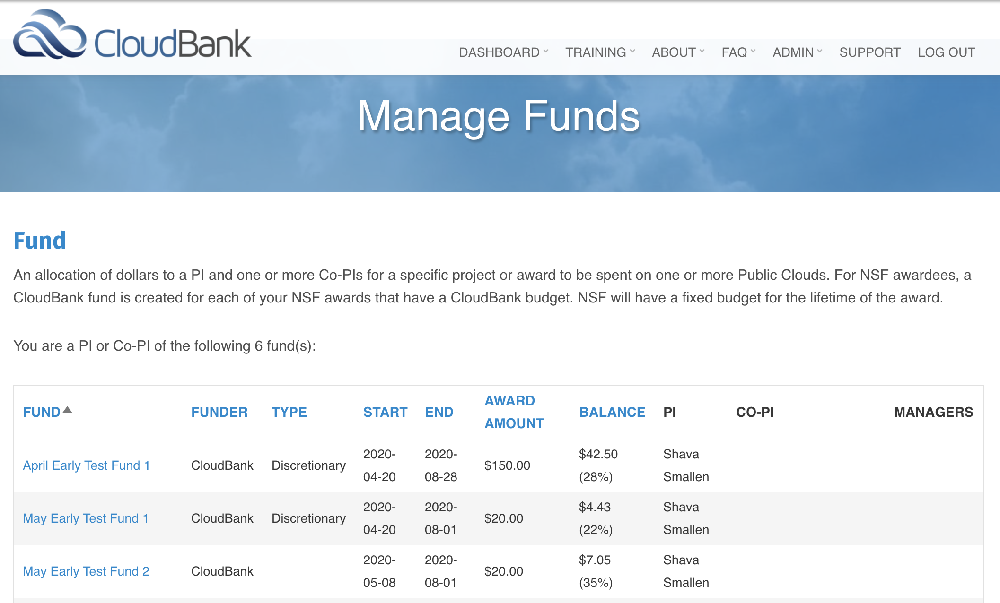 CloudBank
DASHBOARD TRAINING ABOUT FAQ ADMIN SUPPORT LOG OUT
Manage Funds
Fund
An allocation of dollars to a PI and one or more Co-PIs for a specific project or award to be spent on one or more Public Clouds. For NSF awardees, a
CloudBank fund is created for each of your NSF awards that have a CloudBank budget. NSF will have a fixed budget for the lifetime of the award.
You are a PI or Co-PI of the following 6 fund(s):
FUND FUNDER TYPE START END AWARD AMOUNT BALANCE PI CO-PI MANAGERS
April Early Test Fund 1 CloudBank Discretionary 2020-04-20 2020-08-28 $150.00 $42.50 (28%) Shava Smallen
May Early Test Fund 1 CloudBank Discretionary 2020-04-20 2020-08-01 $20.00 $4.43 (22%) Shava Smallen
May Early Test Fund 2 CloudBank 2020-05-08 2020-08-01 $20.00 $7.05 (35%) Shava Smallen